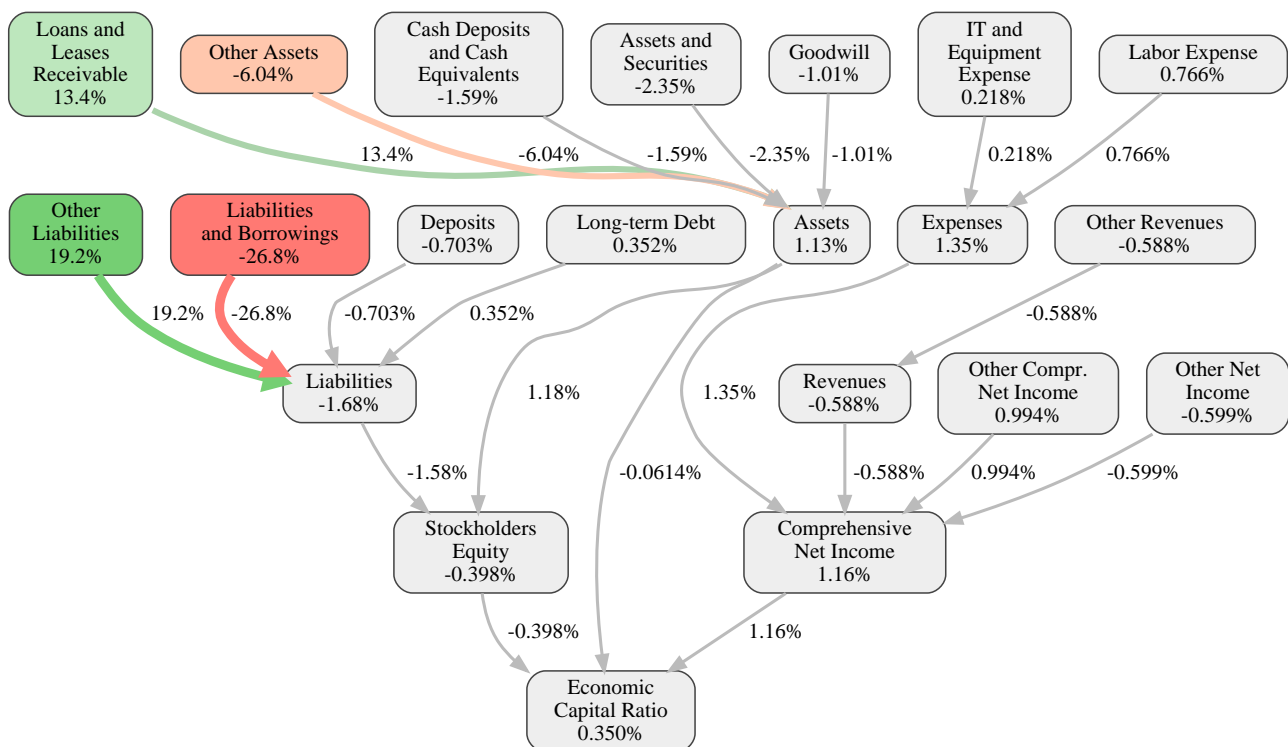 Loans and
Leases
Receivable
13.4%
Other Assets
-6.04%
Cash Deposits
and Cash
Equivalents
-1.59%
Assets and
Securities
-2.35%
Goodwill
-1.01%
IT and
Equipment
Expense
0.218%
Labor Expense
0.766%
13.4%
-6.04%
-1.59%
-2.35%
-1.01%
0.218%
0.766%
Other
Liabilities
19.2%
Liabilities
and Borrowings
-26.8%
Deposits
-0.703%
Long-term Debt
0.352%
Assets
1.13%
Expenses
1.35%
Other Revenues
-0.588%
19.2%
-26.8%
-0.703%
0.352%
-0.588%
Liabilities
-1.68%
1.18%
1.35%
Revenues
-0.588%
Other Compr.
Net Income
0.994%
Other Net
Income
-0.599%
-1.58%
-0.0614%
-0.588%
0.994%
-0.599%
Stockholders
Equity
-0.398%
Comprehensive
Net Income
1.16%
-0.398%
1.16%
Economic
Capital Ratio
0.350%